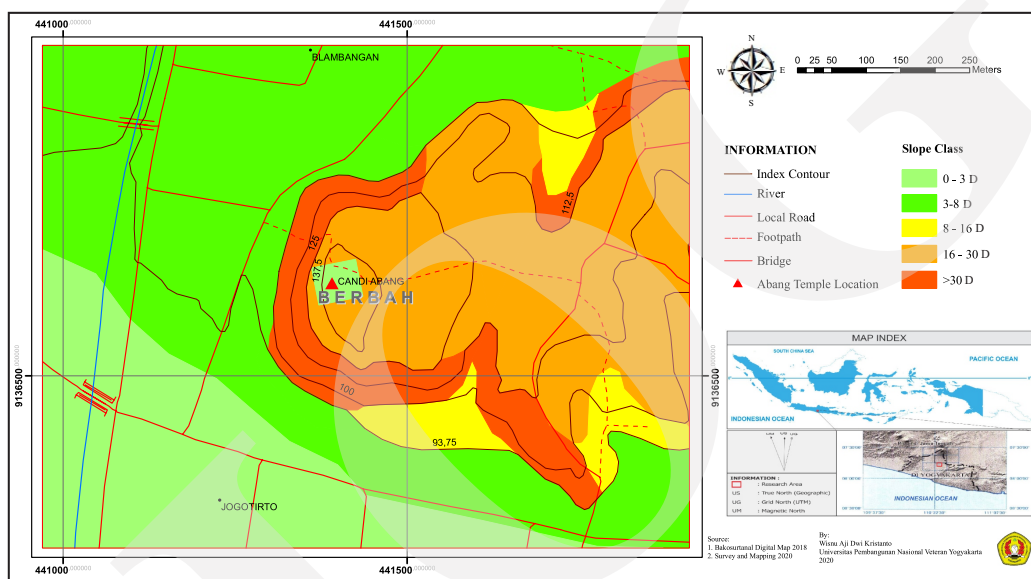 441000
441500
BLAMBANGAN
112.5
125
137.5
CANDI ABANG
BERBAH
100
93,75
JOGOTIRTO
9136500
9136500
441000
441500
N
W E
S
0 25 50 100 150 200 250
Meters
INFORMATION
Index Contour
River
Local Road
Footpath
Bridge
Abang Temple Location
Slope Class
0 - 3 D
3-8 D
8 - 16 D
16 - 30 D
>30 D
MAP INDEX
SOUTH CHINA SEA
PACIFIC OCEAN
INDONESIAN OCEAN
INFORMATION :
: Research Area
US : True North (Geographic)
UG : Grid North (UTM)
UM : Magnetic North
DI YOGYAKARTA
INDONESIAN OCEAN
Source:
1. Bakosurtanal Digital Map 2018
2. Survey and Mapping 2020
By:
Wisnu Aji Dwi Kristanto
Universitas Pembangunan Nasional Veteran Yogyakarta
2020